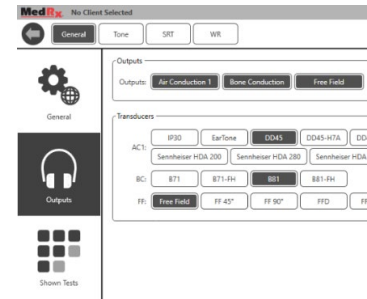 MedRx No Client Selected
General Tone SRT WR
Outputs
Outputs: Air Conduction 1 Bone Conduction Free Field
General
Transducers
AC1: IP30 EarTone DD45 DD45-H7A
Sennheiser HDA 200 Sennheiser HDA 280 Sennheiser HDA
BC: B71 B71-FH B81 B81-FH
FF: Free Field FF 45° FF 90° FFD
Outputs
Shown Tests